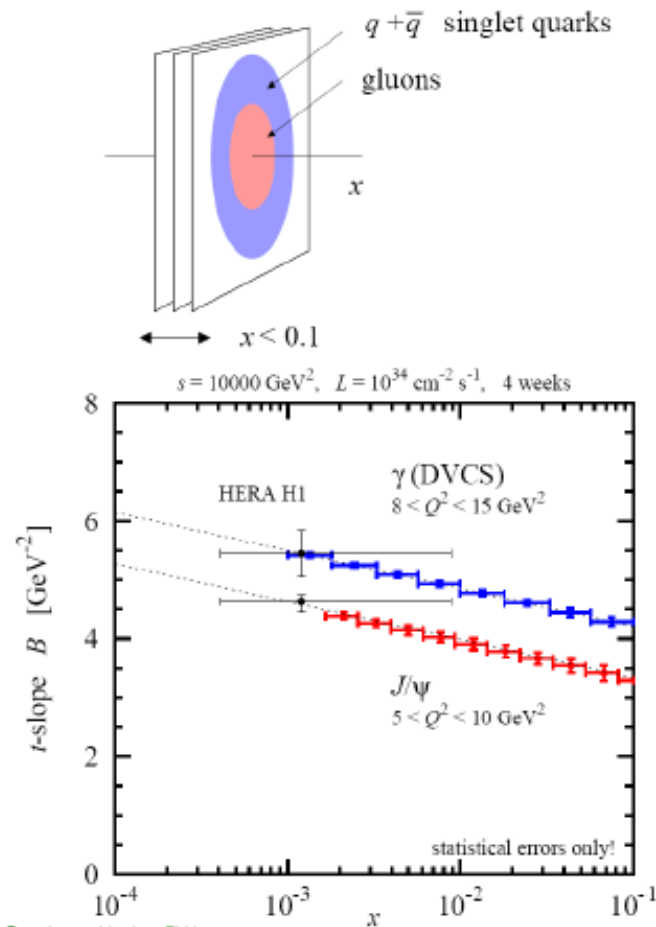 q + q̅ singlet quarks
gluons
x
x < 0.1
s = 10000 GeV², L = 10³⁴ cm⁻² s⁻¹, 4 weeks
8
γ (DVCS)
HERA H1
8 < Q² < 15 GeV²
6
t-slope B [GeV⁻²]
4
J/ψ
5 < Q² < 10 GeV²
2
statistical errors only!
0
10⁻⁴ 10⁻³ 10⁻² 10⁻¹
x